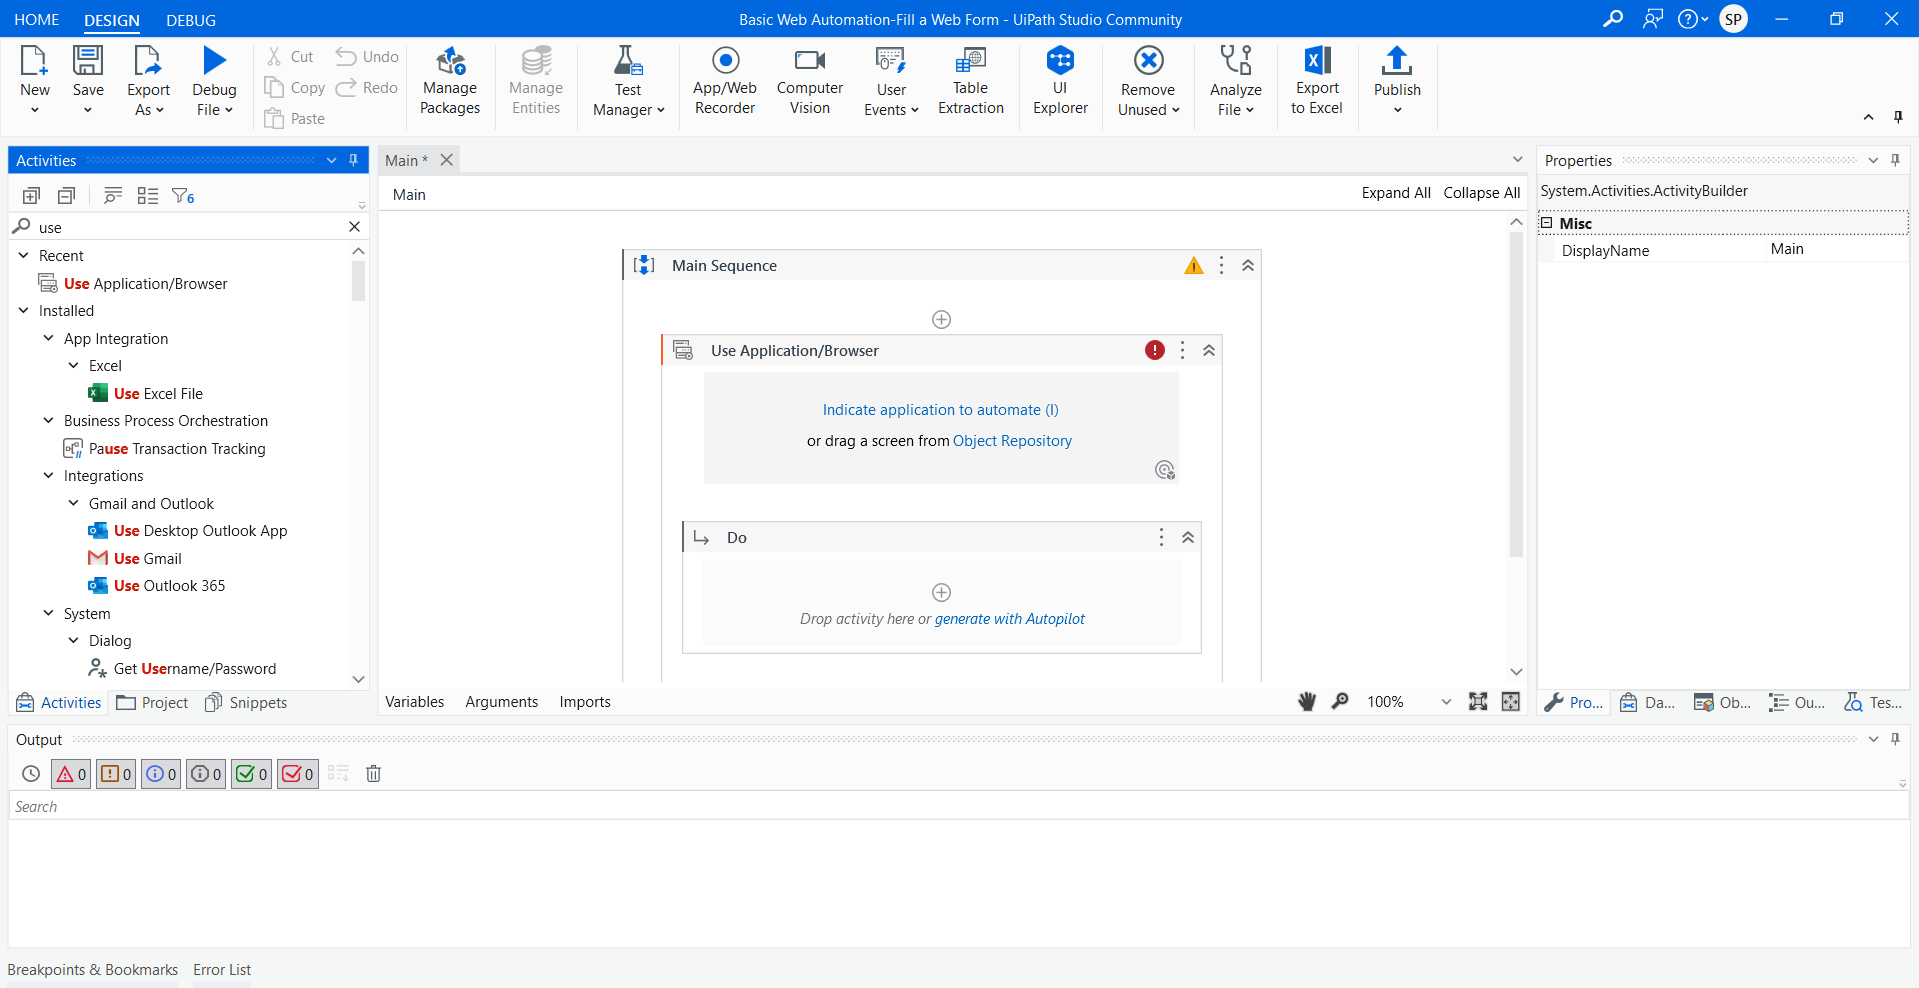 HOME DESIGN DEBUG
Basic Web Automation-Fill a Web Form - UiPath Studio Community
SP
New
Save
Export
As
Debug
File
Cut
Copy
Paste
Undo
Redo
Manage
Packages
Manage
Entities
Test
Manager
App/Web
Recorder
Computer
Vision
User
Events
Table
Extraction
UI
Explorer
Remove
Unused
Analyze
File
Export
to Excel
Publish
Activities
6
use
Recent
Use Application/Browser
Installed
App Integration
Excel
Use Excel File
Business Process Orchestration
Pause Transaction Tracking
Integrations
Gmail and Outlook
Use Desktop Outlook App
Use Gmail
Use Outlook 365
System
Dialog
Get Username/Password
Activities Project Snippets
Main *
Main
Expand All Collapse All
Main Sequence
Use Application/Browser
Indicate application to automate (I)
or drag a screen from Object Repository
Do
Drop activity here or generate with Autopilot
Variables Arguments Imports
100%
Properties
System.Activities.ActivityBuilder
Misc
DisplayName Main
Pro... Da... Ob... Ou... Tes...
Output
0 0 0 0 0 0
Search
Breakpoints & Bookmarks Error List